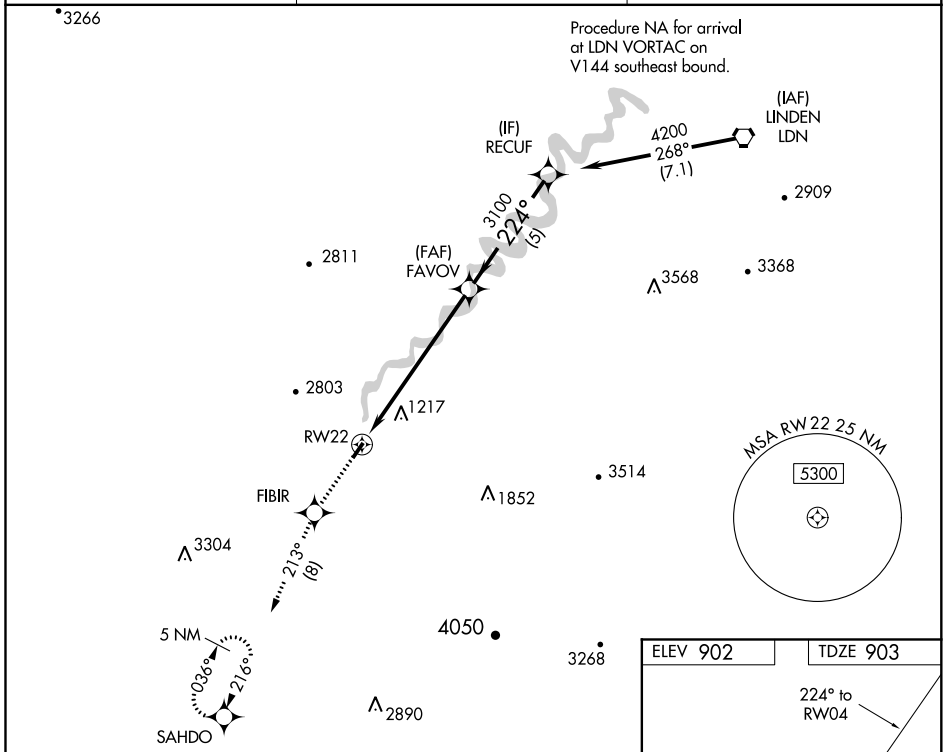 3266
Procedure NA for arrival
at LDN VORTAC on
V144 southeast bound.
(IAF)
LINDEN
LDN
(IF)
RECUF
4200
268°
(7.1)
2909
3100
224°
(5)
(FAF)
FAVOV
2811
3568
3368
2803
1217
RW22
MSA RW22 25 NM
5300
3514
1852
FIBIR
3304
213°
(8)
4050
3268
5 NM
036°
216°
SAHDO
2890
ELEV 902
TDZE 903
224° to
RW04